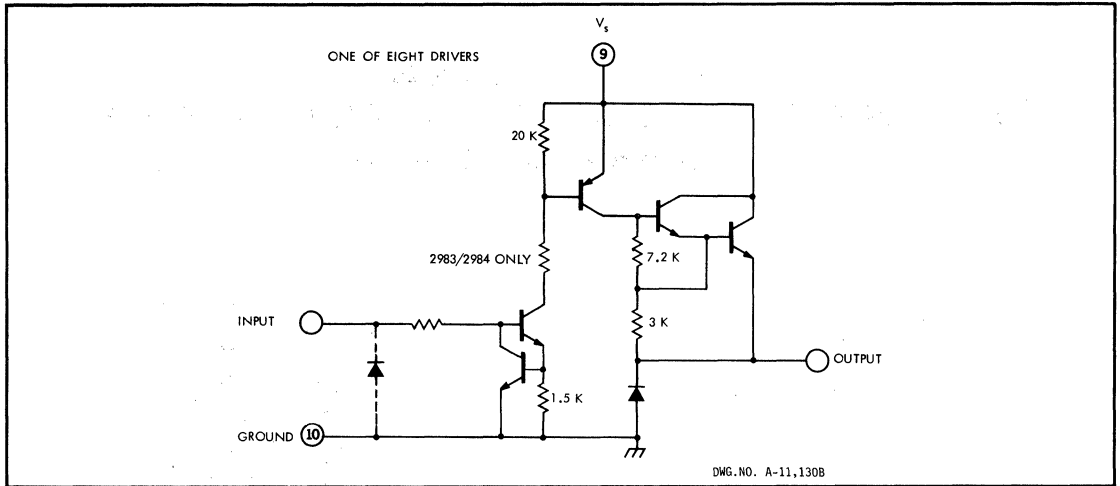 Vs
9
ONE OF EIGHT DRIVERS
20 K
2983/2984 ONLY
7.2 K
INPUT
3 K
OUTPUT
1.5 K
GROUND 10
DWG.NO. A-11,130B